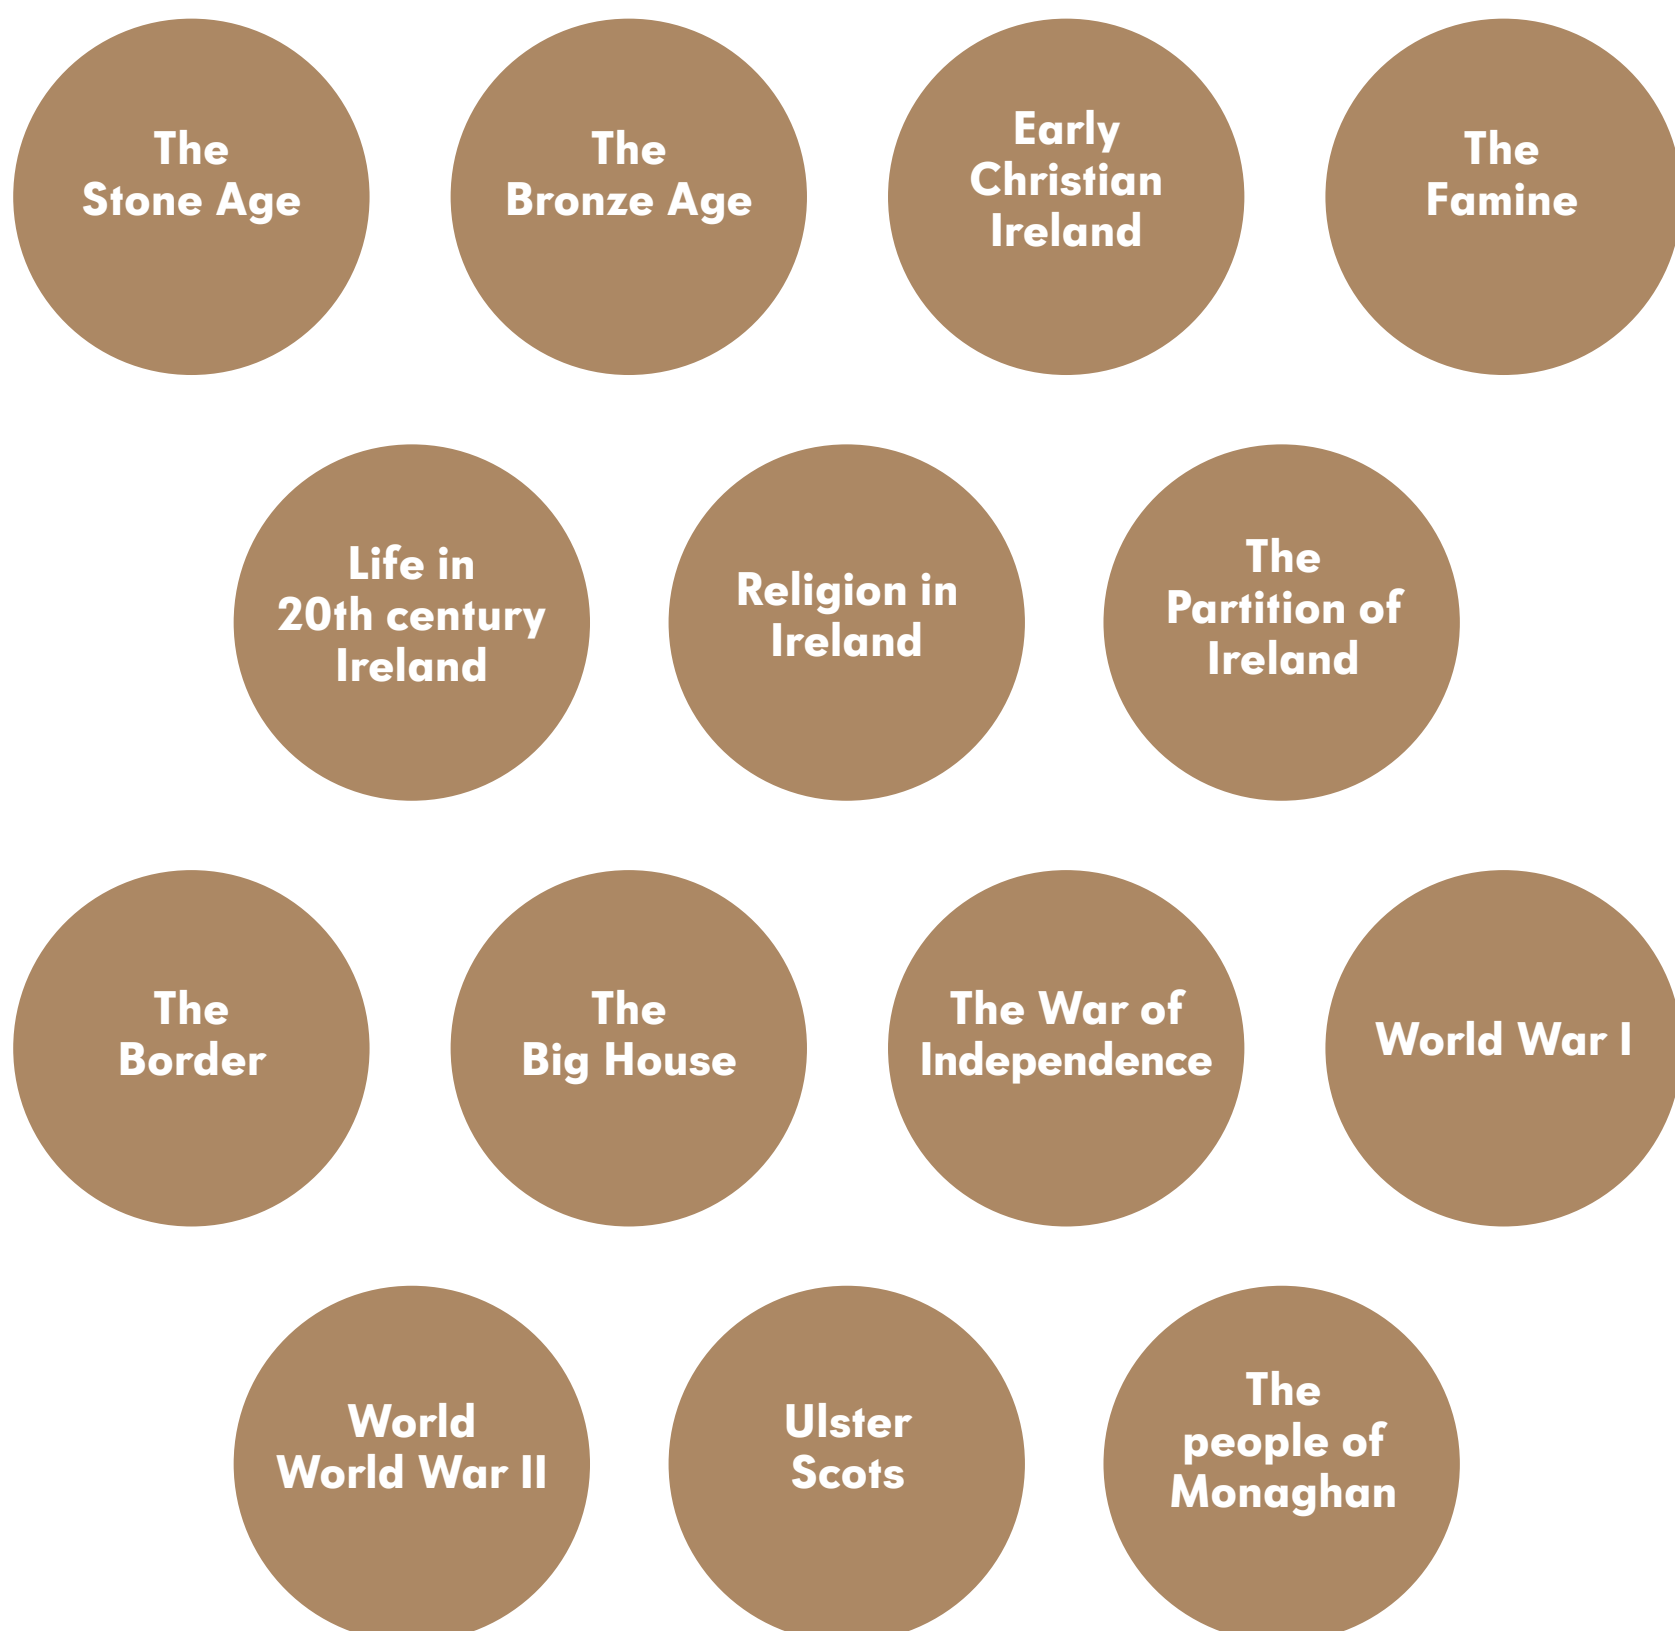 The
Stone Age
The
Bronze Age
Early
Christian
Ireland
The
Famine
Life in
20th century
Ireland
Religion in
Ireland
The
Partition of
Ireland
The
Border
The
Big House
The War of
Independence
World War I
World
World War II
Ulster
Scots
The
people of
Monaghan